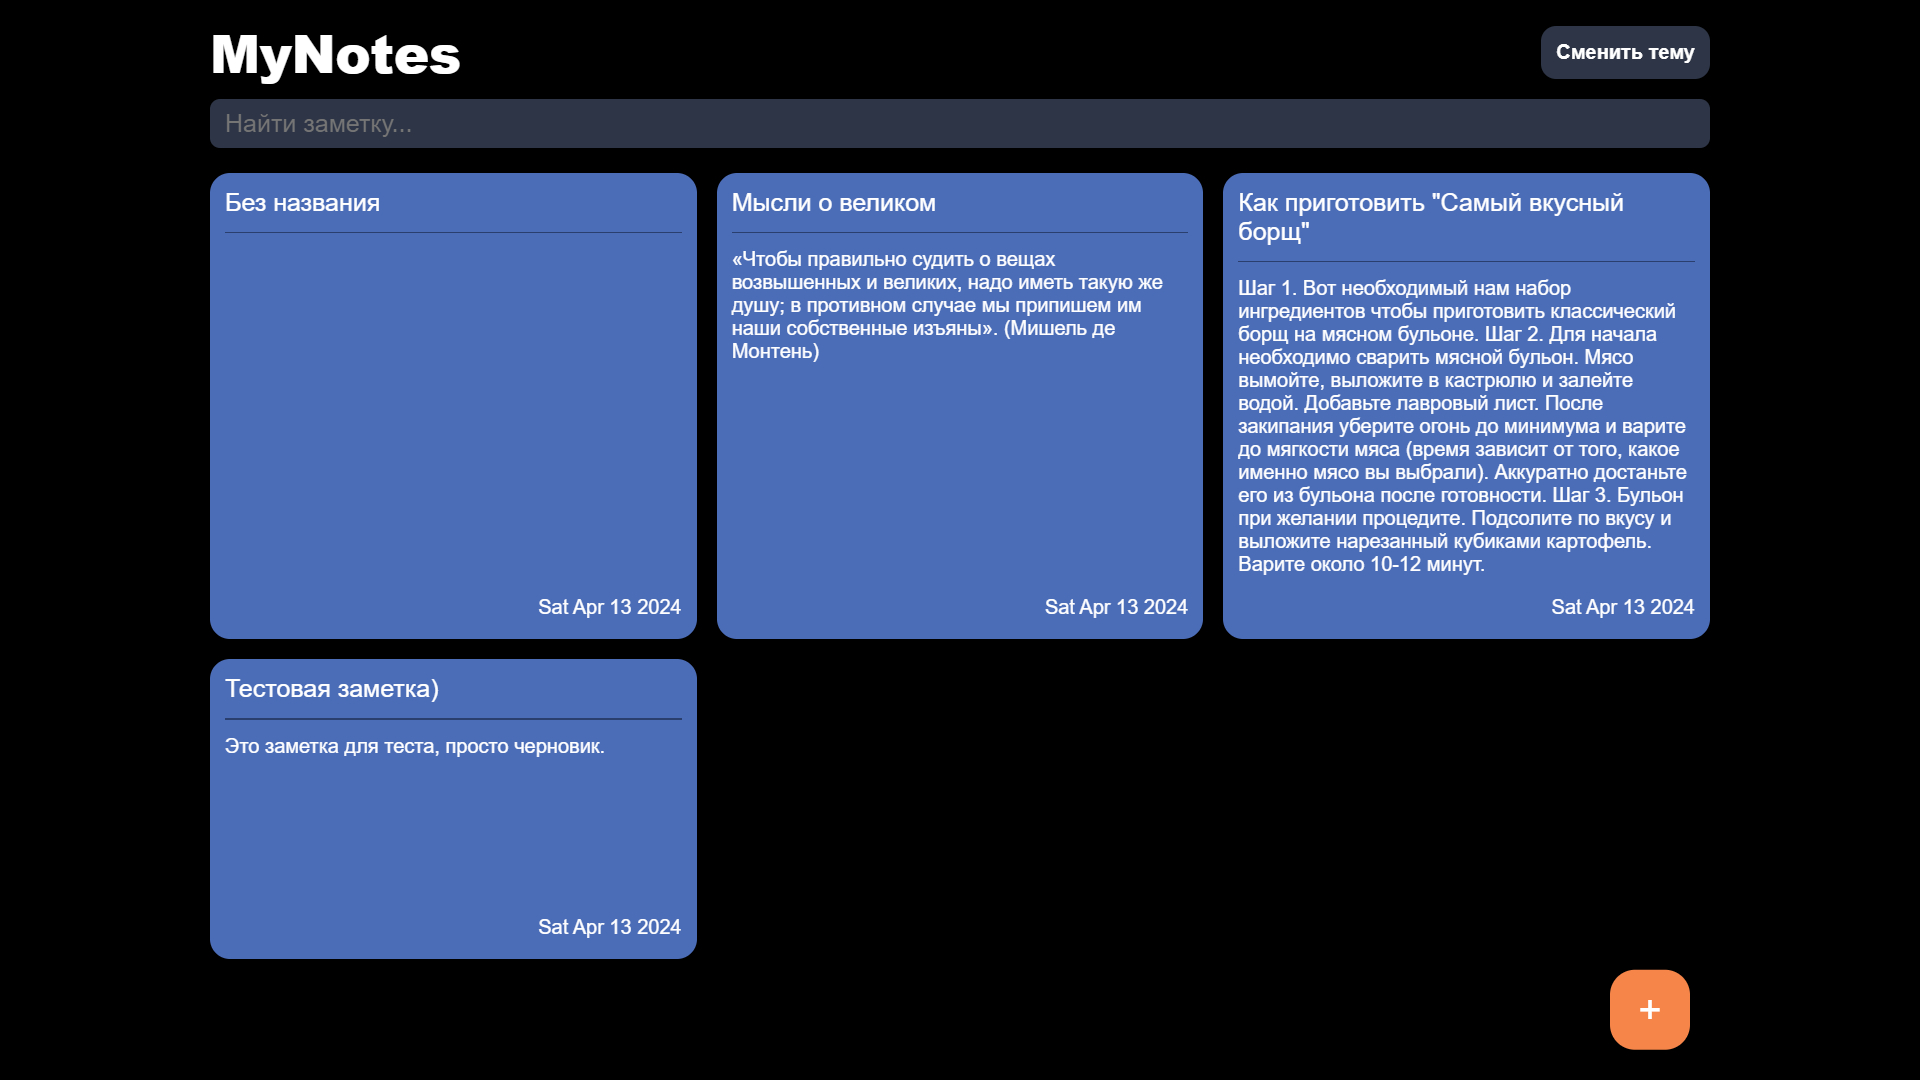 MyNotes
Сменить тему
Найти заметку...
Без названия
Sat Apr 13 2024
Мысли о великом
«Чтобы правильно судить о вещах
возвышенных и великих, надо иметь такую же
душу; в противном случае мы припишем им
наши собственные изъяны». (Мишель де
Монтень)
Sat Apr 13 2024
Как приготовить "Самый вкусный
борщ"
Шаг 1. Вот необходимый нам набор
ингредиентов чтобы приготовить классический
борщ на мясном бульоне. Шаг 2. Для начала
необходимо сварить мясной бульон. Мясо
вымойте, выложите в кастрюлю и залейте
водой. Добавьте лавровый лист. После
закипания уберите огонь до минимума и варите
до мягкости мяса (время зависит от того, какое
именно мясо вы выбрали). Аккуратно достаньте
его из бульона после готовности. Шаг 3. Бульон
при желании процедите. Подсолите по вкусу и
выложите нарезанный кубиками картофель.
Варите около 10-12 минут.
Sat Apr 13 2024
Тестовая заметка)
Это заметка для теста, просто черновик.
Sat Apr 13 2024
+